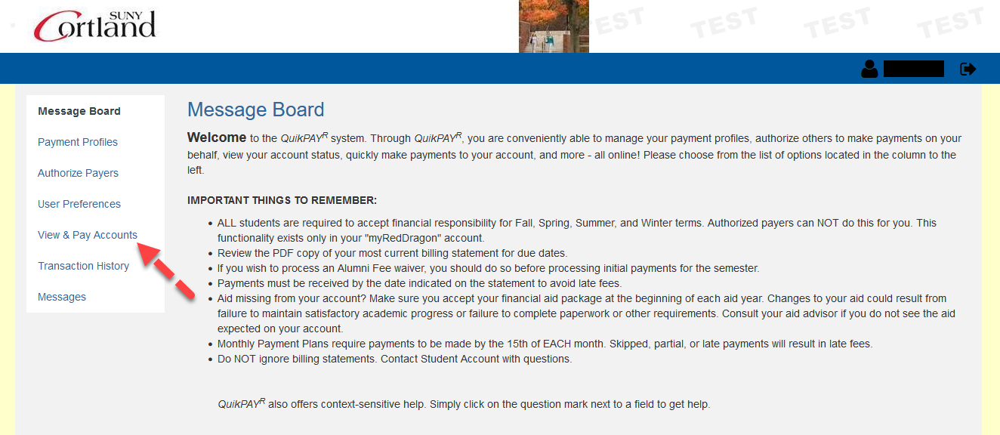 SUNY
Cortland
TEST TEST TEST TEST
Message Board
Payment Profiles
Authorize Payers
User Preferences
View & Pay Accounts
Transaction History
Messages
Message Board
Welcome to the QuikPAYR system. Through QuikPAYR, you are conveniently able to manage your payment profiles, authorize others to make payments on your
behalf, view your account status, quickly make payments to your account, and more - all online! Please choose from the list of options located in the column to the
left.
IMPORTANT THINGS TO REMEMBER:
• ALL students are required to accept financial responsibility for Fall, Spring, Summer, and Winter terms. Authorized payers can NOT do this for you. This
functionality exists only in your "myRedDragon" account.
• Review the PDF copy of your most current billing statement for due dates.
• If you wish to process an Alumni Fee waiver, you should do so before processing initial payments for the semester.
• Payments must be received by the date indicated on the statement to avoid late fees.
• Aid missing from your account? Make sure you accept your financial aid package at the beginning of each aid year. Changes to your aid could result from
failure to maintain satisfactory academic progress or failure to complete paperwork or other requirements. Consult your aid advisor if you do not see the aid
expected on your account.
• Monthly Payment Plans require payments to be made by the 15th of EACH month. Skipped, partial, or late payments will result in late fees.
• Do NOT ignore billing statements. Contact Student Account with questions.
QuikPAYR also offers context-sensitive help. Simply click on the question mark next to a field to get help.